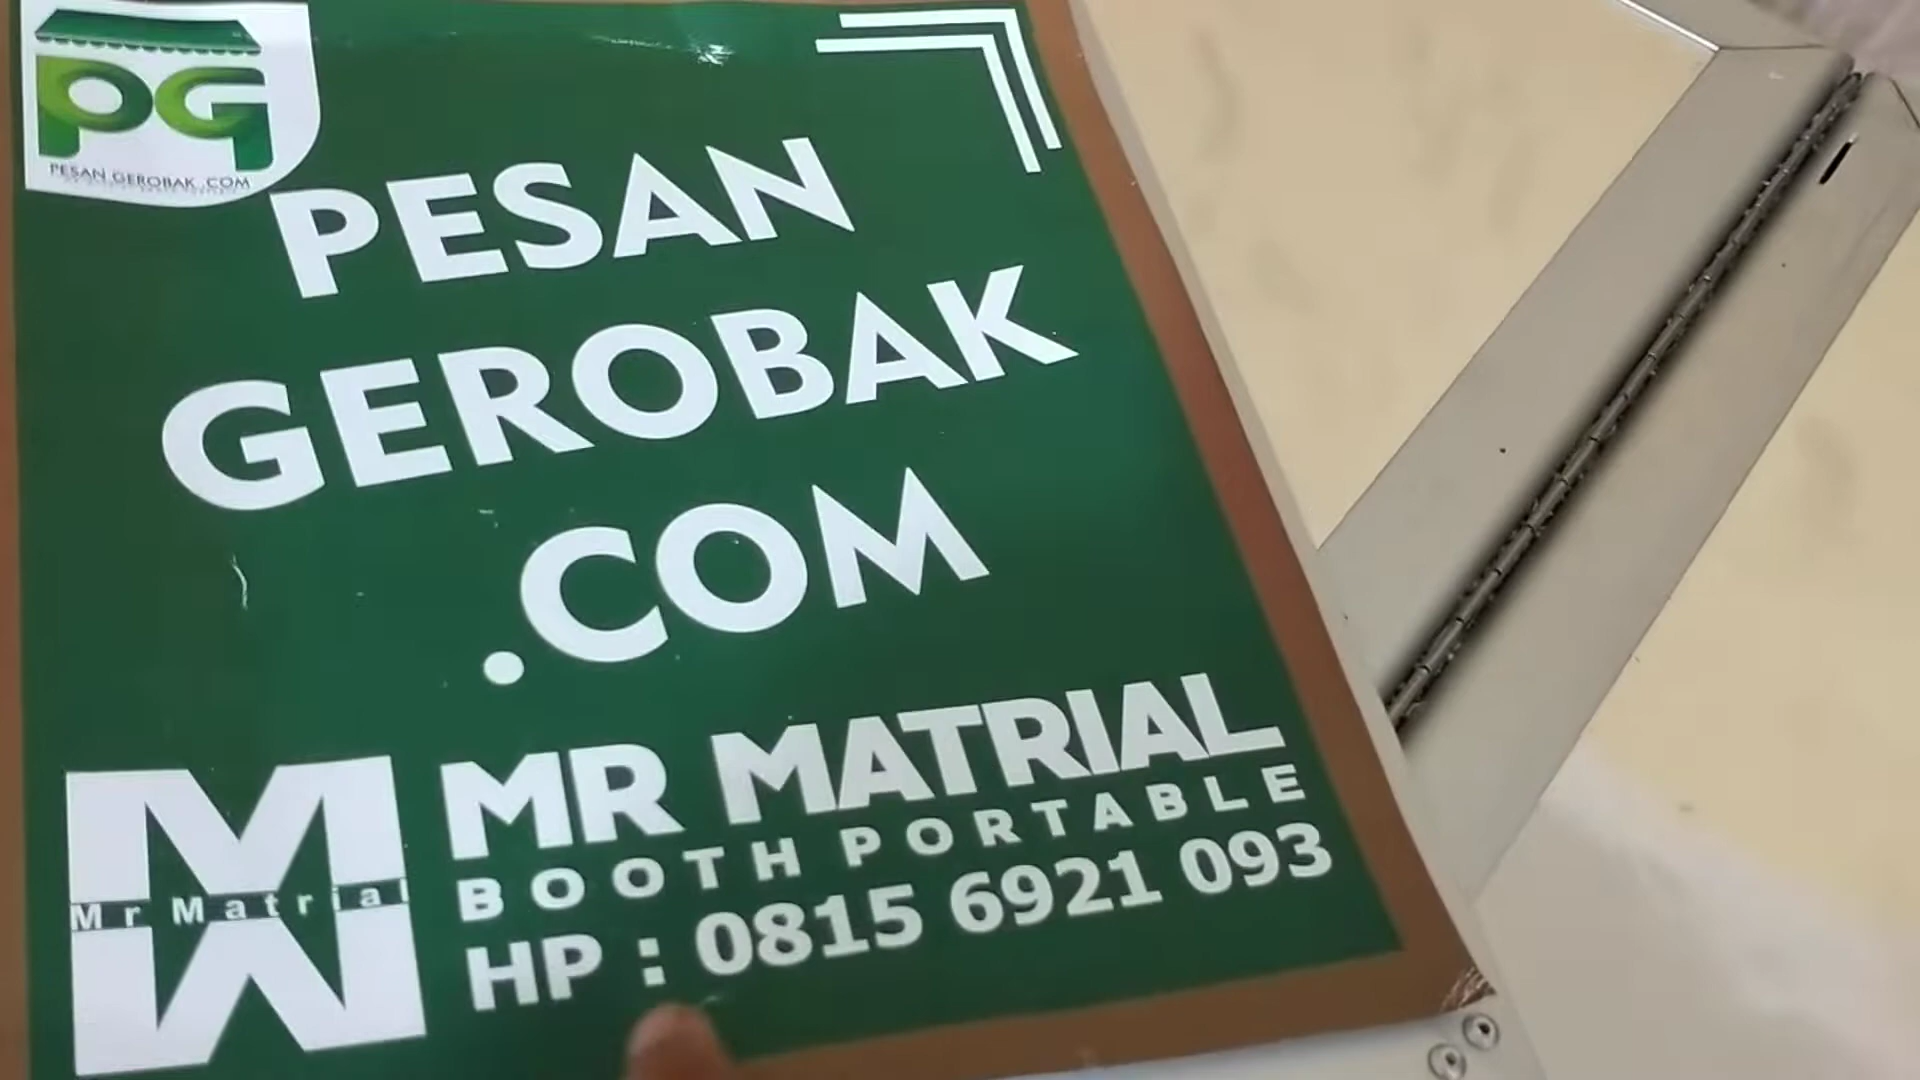 PG
PESAN GEROBAK .COM
PESAN
GEROBAK
.COM
Mr Matrial
MR MATRIAL
BOOTH PORTABLE
HP : 0815 6921 093